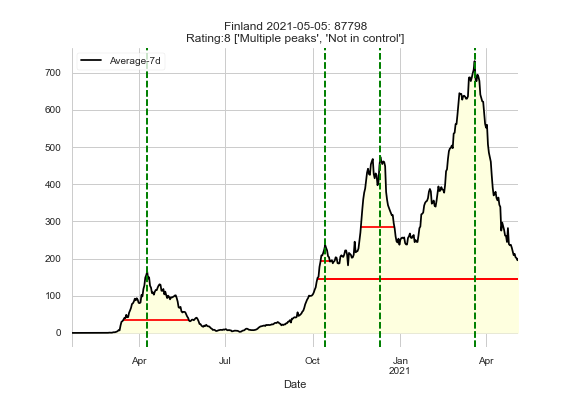 Finland 2021-05-05: 87798
Rating:8 ['Multiple peaks', 'Not in control']
Average-7d
700
600
500
400
300
200
100
0
Apr
Jul
Oct
Jan
2021
Apr
Date